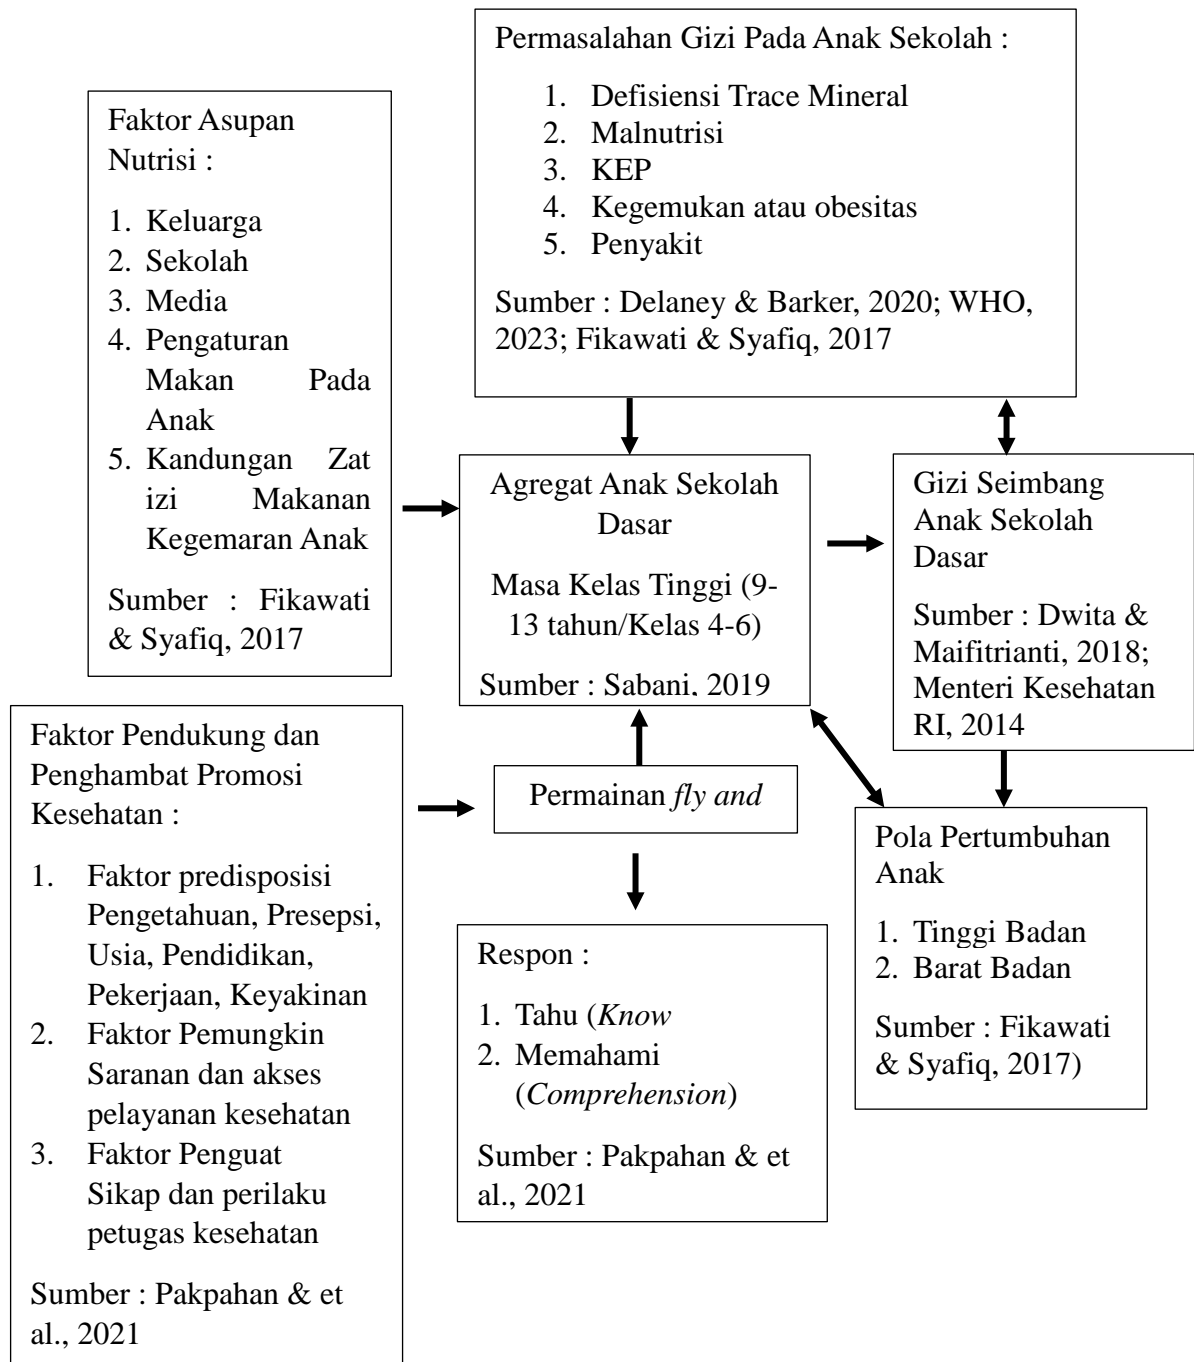 Permasalahan Gizi Pada Anak Sekolah :
1. Defisiensi Trace Mineral
2. Malnutrisi
3. KEP
4. Kegemukan atau obesitas
5. Penyakit
Sumber : Delaney & Barker, 2020; WHO,
2023; Fikawati & Syafiq, 2017
Faktor Asupan
Nutrisi :
1. Keluarga
2. Sekolah
3. Media
4. Pengaturan
Makan Pada
Anak
5. Kandungan Zat
izi Makanan
Kegemaran Anak
Sumber : Fikawati
& Syafiq, 2017
Agregat Anak Sekolah
Dasar
Masa Kelas Tinggi (9-
13 tahun/Kelas 4-6)
Sumber : Sabani, 2019
Gizi Seimbang
Anak Sekolah
Dasar
Sumber : Dwita &
Maifitrianti, 2018;
Menteri Kesehatan
RI, 2014
Faktor Pendukung dan
Penghambat Promosi
Kesehatan :
1. Faktor predisposisi
Pengetahuan, Presepsi,
Usia, Pendidikan,
Pekerjaan, Keyakinan
2. Faktor Pemungkin
Saranan dan akses
pelayanan kesehatan
3. Faktor Penguat
Sikap dan perilaku
petugas kesehatan
Sumber : Pakpahan & et
al., 2021
Permainan fly and
Respon :
1. Tahu (Know
2. Memahami
(Comprehension)
Sumber : Pakpahan & et
al., 2021
Pola Pertumbuhan
Anak
1. Tinggi Badan
2. Barat Badan
Sumber : Fikawati
& Syafiq, 2017)